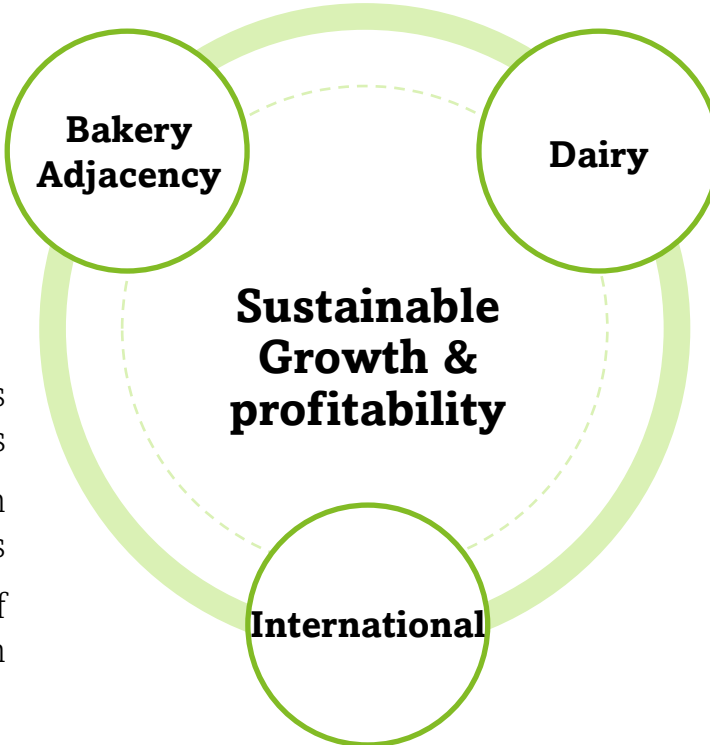 Bakery
Adjacency
Dairy
Sustainable
Growth &
profitability
International